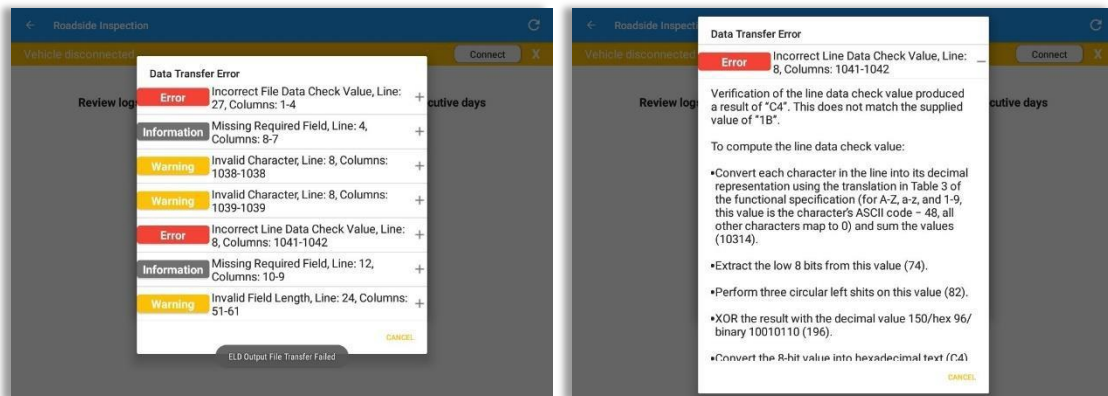 Roadside Inspection
Vehicle disconnected
Connect
X
Review log
cutive days
Data Transfer Error
Error
Incorrect File Data Check Value, Line:
27, Columns: 1-4
+
Information
Missing Required Field, Line: 4,
Columns: 8-7
+
Warning
Invalid Character, Line: 8, Columns:
1038-1038
+
Warning
Invalid Character, Line: 8, Columns:
1039-1039
+
Error
Incorrect Line Data Check Value, Line:
8, Columns: 1041-1042
+
Information
Missing Required Field, Line: 12,
Columns: 10-9
+
Warning
Invalid Field Length, Line: 24, Columns:
51-61
+
CANCEL
ELD Output File Transfer Failed
Roadside Inspecti
Vehicle disconnected
Connect
X
Review log
cutive days
Data Transfer Error
Error
Incorrect Line Data Check Value, Line:
8, Columns: 1041-1042
−
Verification of the line data check value produced
a result of "C4". This does not match the supplied
value of "1B".
To compute the line data check value:
•Convert each character in the line into its decimal
representation using the translation in Table 3 of
the functional specification (for A-Z, a-z, and 1-9,
this value is the character's ASCII code - 48, all
other characters map to 0) and sum the values
(10314).
•Extract the low 8 bits from this value (74).
•Perform three circular left shits on this value (82).
•XOR the result with the decimal value 150/hex 96/
binary 10010110 (196).
•Convert the 8-bit value into hexadecimal text (C4)
CANCEL